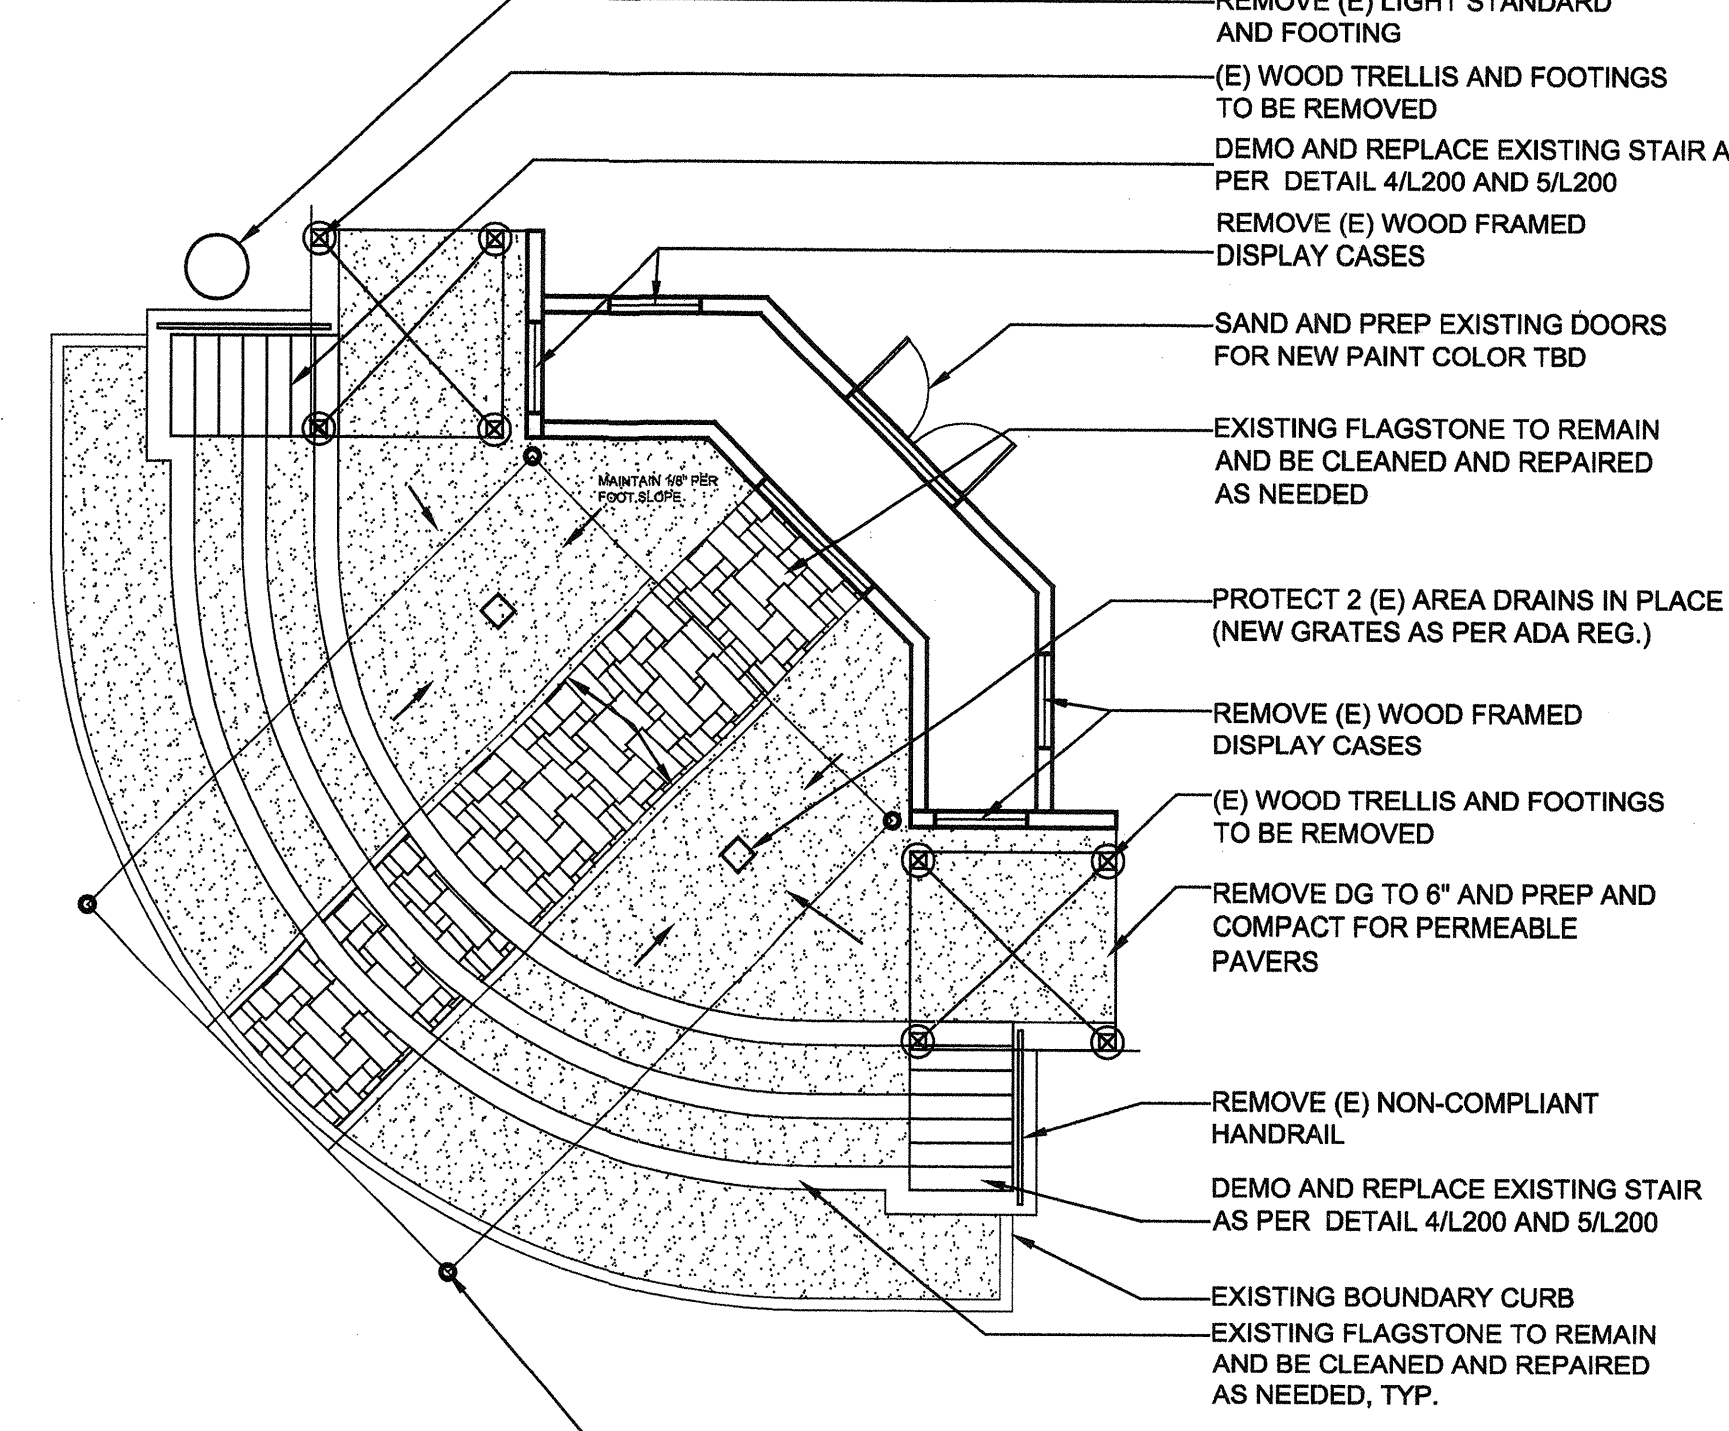 REMOVE (E) LIGHT STANDARD
AND FOOTING
(E) WOOD TRELLIS AND FOOTINGS
TO BE REMOVED
DEMO AND REPLACE EXISTING STAIR A
PER DETAIL 4/L200 AND 5/L200
REMOVE (E) WOOD FRAMED
DISPLAY CASES
SAND AND PREP EXISTING DOORS
FOR NEW PAINT COLOR TBD
EXISTING FLAGSTONE TO REMAIN
AND BE CLEANED AND REPAIRED
AS NEEDED
MAINTAIN 1/8" PER
FOOT SLOPE
PROTECT 2 (E) AREA DRAINS IN PLACE
(NEW GRATES AS PER ADA REG.)
REMOVE (E) WOOD FRAMED
DISPLAY CASES
(E) WOOD TRELLIS AND FOOTINGS
TO BE REMOVED
REMOVE DG TO 6" AND PREP AND
COMPACT FOR PERMEABLE
PAVERS
REMOVE (E) NON-COMPLIANT
HANDRAIL
DEMO AND REPLACE EXISTING STAIR
AS PER DETAIL 4/L200 AND 5/L200
EXISTING BOUNDARY CURB
EXISTING FLAGSTONE TO REMAIN
AND BE CLEANED AND REPAIRED
AS NEEDED, TYP.